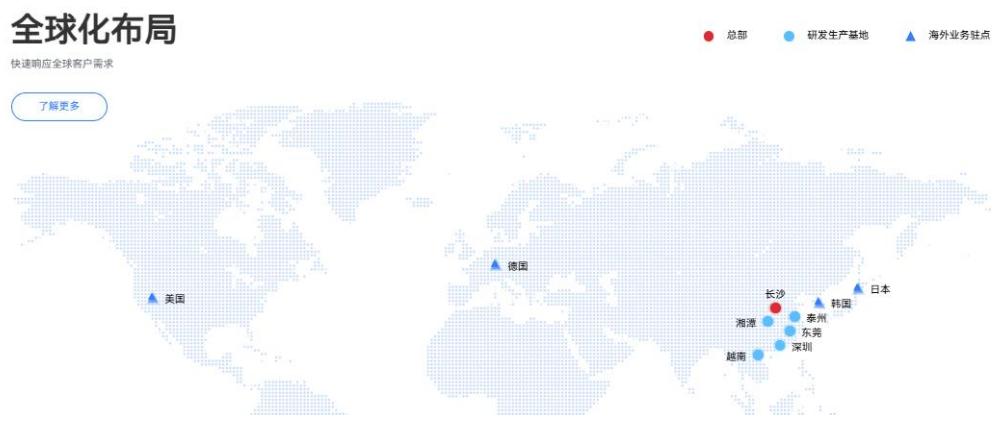 全球化布局
快速响应全球客户需求
了解更多
总部
研发生产基地
海外业务驻点
美国
德国
日本
韩国
长沙
泰州
湘潭
东莞
深圳
越南